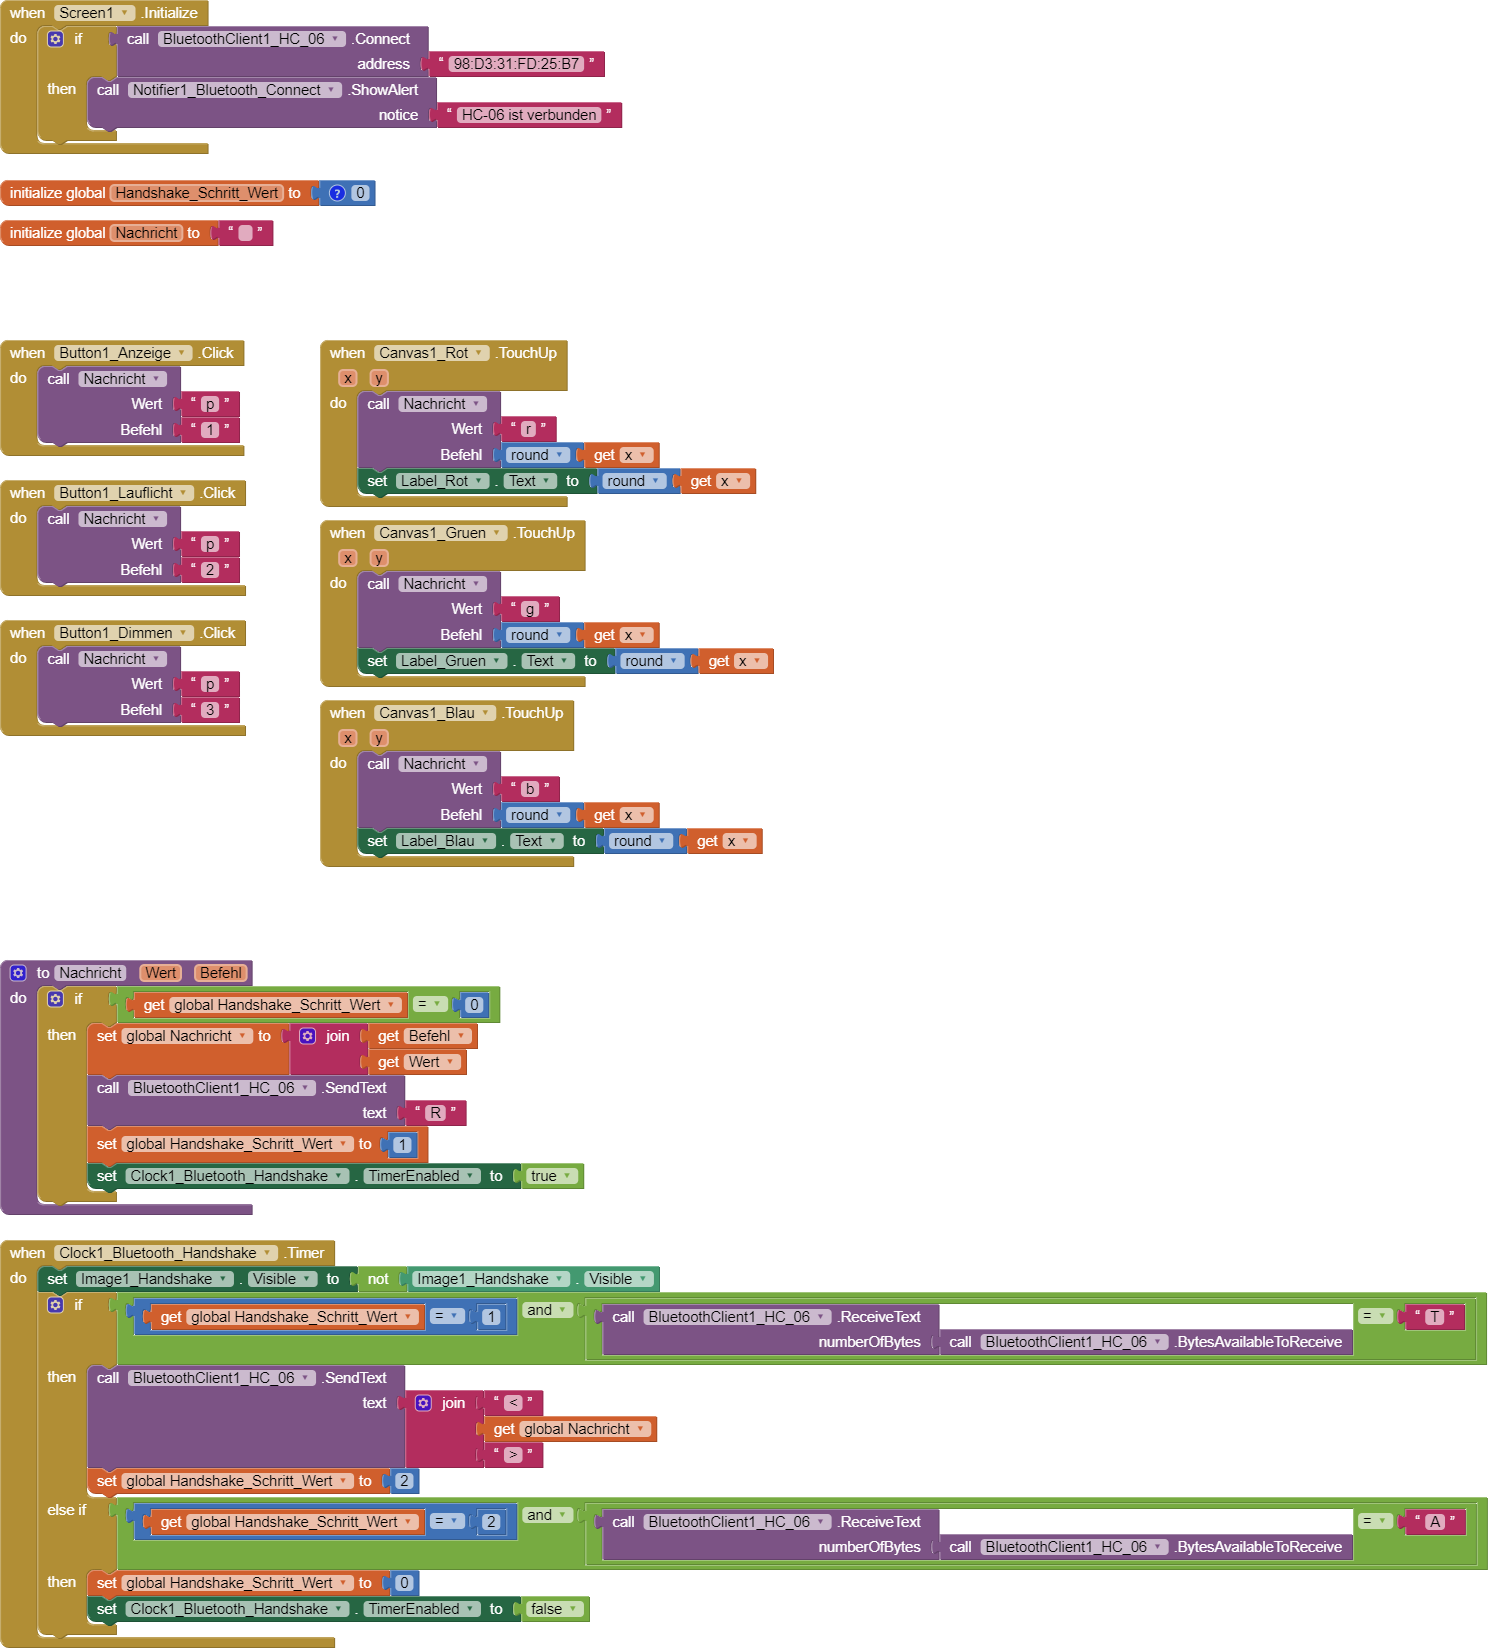 when Screen1 .Initialize
do if call BluetoothClient1_HC_06 .Connect
address " 98:D3:31:FD:25:B7 "
then call Notifier1_Bluetooth_Connect .ShowAlert
notice " HC-06 ist verbunden "
initialize global Handshake_Schritt_Wert to ? 0
initialize global Nachricht to " "
when Button1_Anzeige .Click
do call Nachricht
Wert " p "
Befehl " 1 "
when Button1_Lauflicht .Click
do call Nachricht
Wert " p "
Befehl " 2 "
when Button1_Dimmen .Click
do call Nachricht
Wert " p "
Befehl " 3 "
when Canvas1_Rot .TouchUp
x y
do call Nachricht
Wert " r "
Befehl round get x
set Label_Rot . Text to round get x
when Canvas1_Gruen .TouchUp
x y
do call Nachricht
Wert " g "
Befehl round get x
set Label_Gruen . Text to round get x
when Canvas1_Blau .TouchUp
x y
do call Nachricht
Wert " b "
Befehl round get x
set Label_Blau . Text to round get x
to Nachricht Wert Befehl
do if get global Handshake_Schritt_Wert = 0
then set global Nachricht to join get Befehl
get Wert
call BluetoothClient1_HC_06 .SendText
text " R "
set global Handshake_Schritt_Wert to 1
set Clock1_Bluetooth_Handshake . TimerEnabled to true
when Clock1_Bluetooth_Handshake .Timer
do set Image1_Handshake . Visible to not Image1_Handshake . Visible
if get global Handshake_Schritt_Wert = 1 and call BluetoothClient1_HC_06 .ReceiveText = " T "
numberOfBytes call BluetoothClient1_HC_06 .BytesAvailableToReceive
then call BluetoothClient1_HC_06 .SendText
text join " < "
get global Nachricht
" > "
set global Handshake_Schritt_Wert to 2
else if get global Handshake_Schritt_Wert = 2 and call BluetoothClient1_HC_06 .ReceiveText = " A "
numberOfBytes call BluetoothClient1_HC_06 .BytesAvailableToReceive
then set global Handshake_Schritt_Wert to 0
set Clock1_Bluetooth_Handshake . TimerEnabled to false